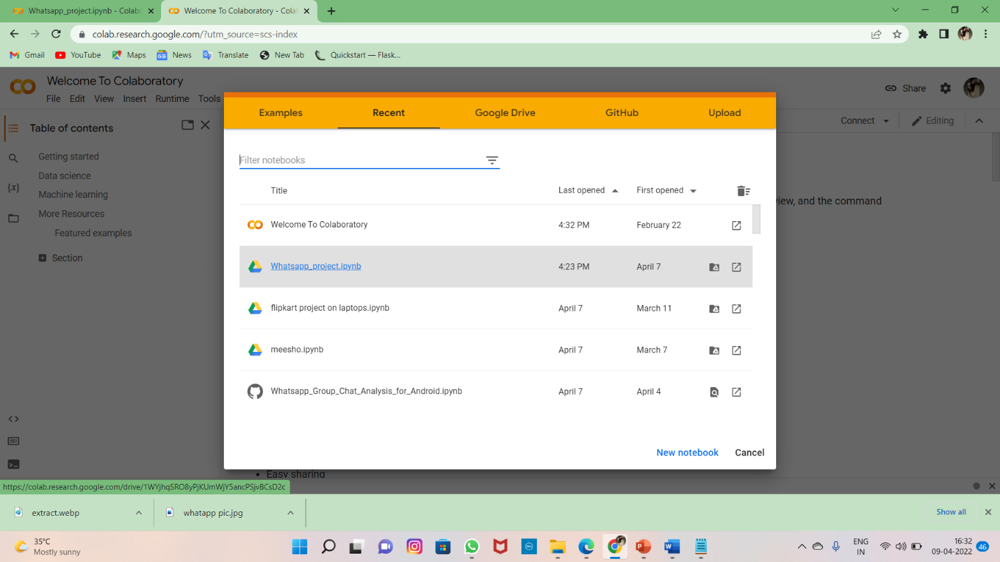 Whatsapp_project.ipynb - Colabo
Welcome To Colaboratory - Cola
colab.research.google.com/?utm_source=scs-index
Gmail
YouTube
Maps
News
Translate
New Tab
Quickstart — Flask...
Welcome To Colaboratory
File Edit View Insert Runtime Tools
Share
Connect
Editing
Table of contents
Getting started
Data science
Machine learning
More Resources
Featured examples
Section
Examples
Recent
Google Drive
GitHub
Upload
Filter notebooks
Title Last opened First opened
Welcome To Colaboratory 4:32 PM February 22
Whatsapp_project.ipynb 4:23 PM April 7
flipkart project on laptops.ipynb April 7 March 11
meesho.ipynb April 7 March 7
Whatsapp_Group_Chat_Analysis_for_Android.ipynb April 7 April 4
New notebook Cancel
view, and the command
Easy sharing
https://colab.research.google.com/drive/1WYjhqSRO8yPjKUmWjY5ancPSjvBCsD2c
extract.webp
whatapp pic.jpg
Show all
35°C
Mostly sunny
ENG
IN
16:32
09-04-2022
46